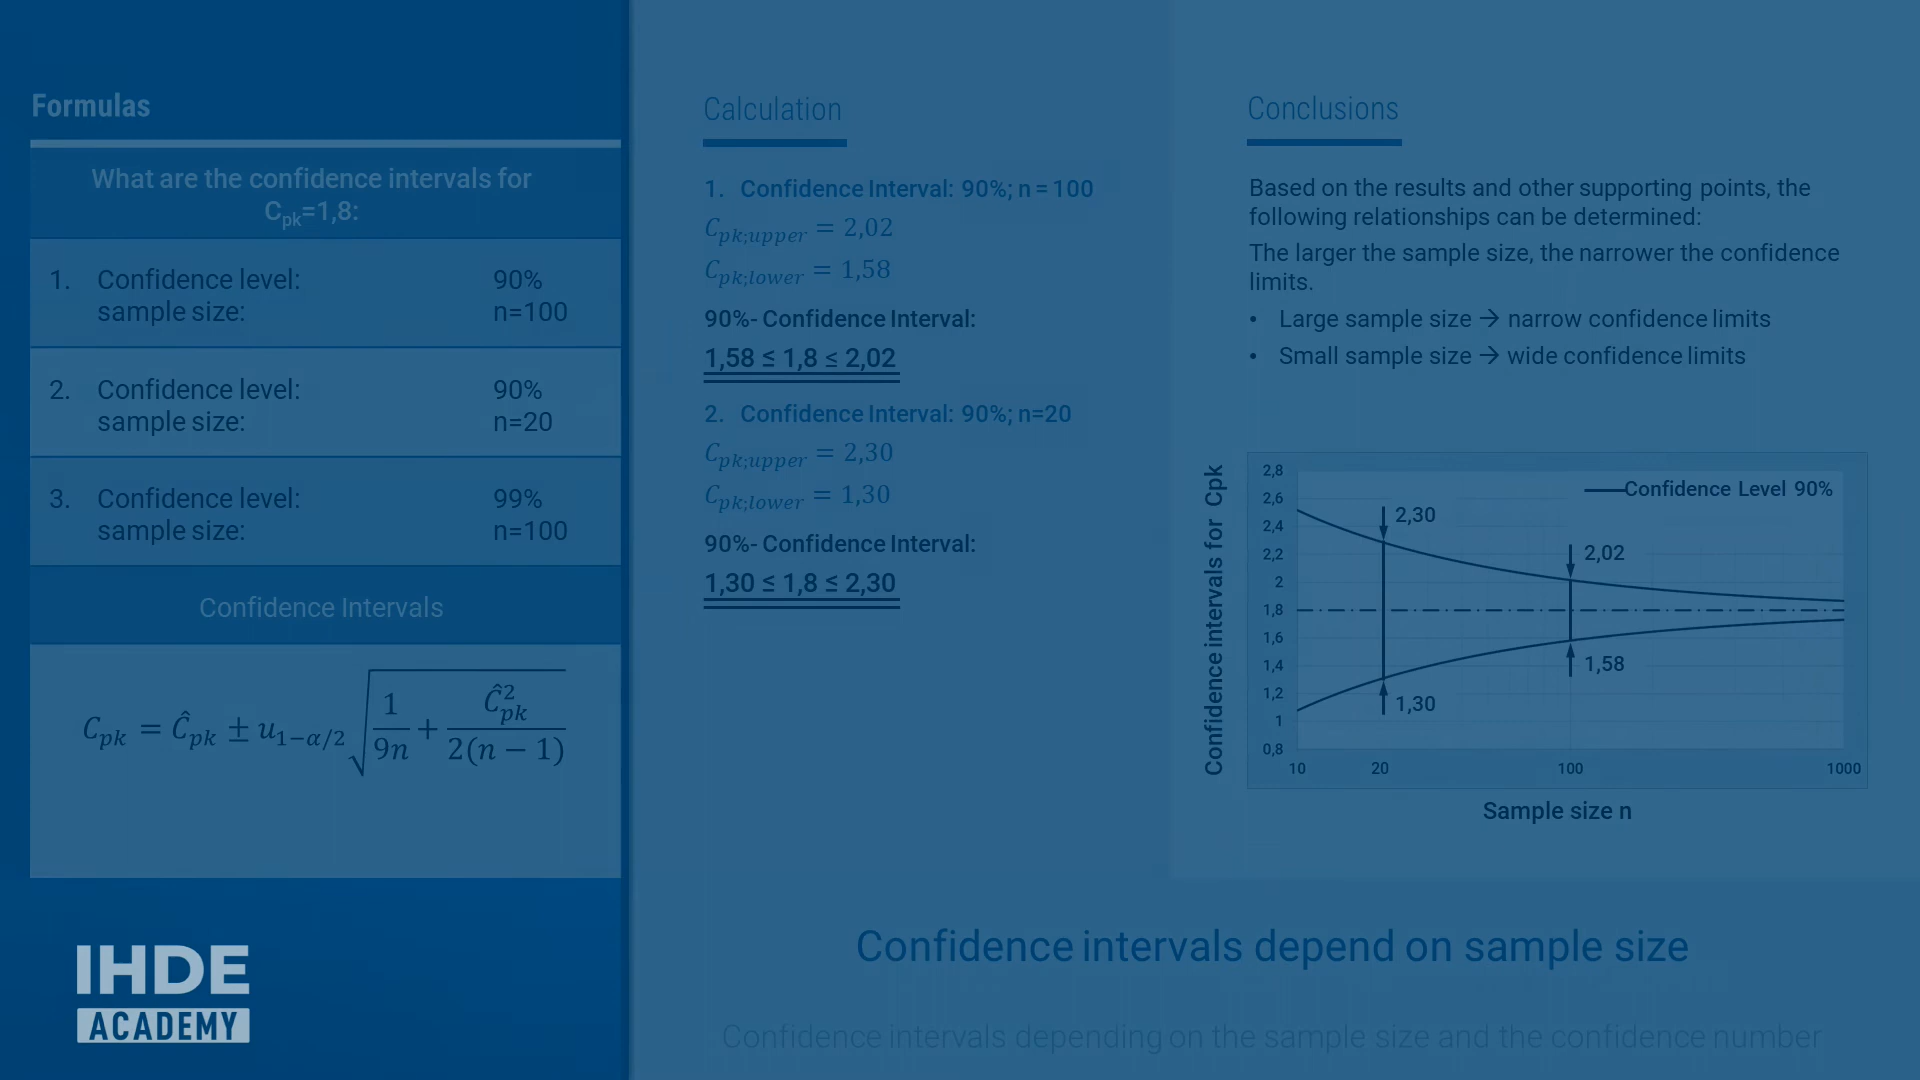 Formulas
What are the confidence intervals for
Cpk=1,8:
1. Confidence level: 90%
sample size: n=100
2. Confidence level: 90%
sample size: n=20
3. Confidence level: 99%
sample size: n=100
Confidence Intervals
C_pk = Ĉ_pk ± u_1−α/2 √(1/9n + Ĉ²_pk/2(n − 1))
IHDE
ACADEMY
Calculation
1. Confidence Interval: 90%; n = 100
C_pk;upper = 2,02
C_pk;lower = 1,58
90%- Confidence Interval:
1,58 ≤ 1,8 ≤ 2,02
2. Confidence Interval: 90%; n=20
C_pk;upper = 2,30
C_pk;lower = 1,30
90%- Confidence Interval:
1,30 ≤ 1,8 ≤ 2,30
Conclusions
Based on the results and other supporting points, the
following relationships can be determined:
The larger the sample size, the narrower the confidence
limits.
• Large sample size → narrow confidence limits
• Small sample size → wide confidence limits
Confidence intervals for Cpk
2,8
2,6
2,4
2,2
2
1,8
1,6
1,4
1,2
1
0,8
Confidence Level 90%
2,30
2,02
1,58
1,30
10 20 100 1000
Sample size n
Confidence intervals depend on sample size
Confidence intervals depending on the sample size and the confidence number